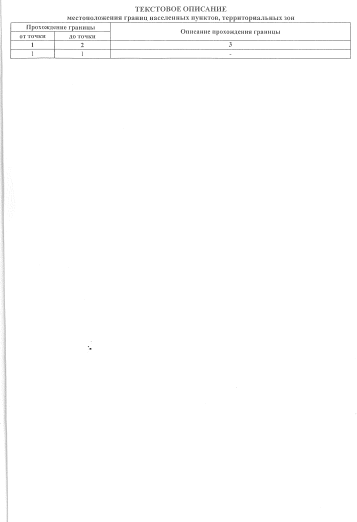 ТЕКСТОВОЕ ОПИСАНИЕ
местоположения границ населенных пунктов, территориальных зон
Прохождение границы
Описание прохождения границы
от точки до точки
1 2 3
1 1 -